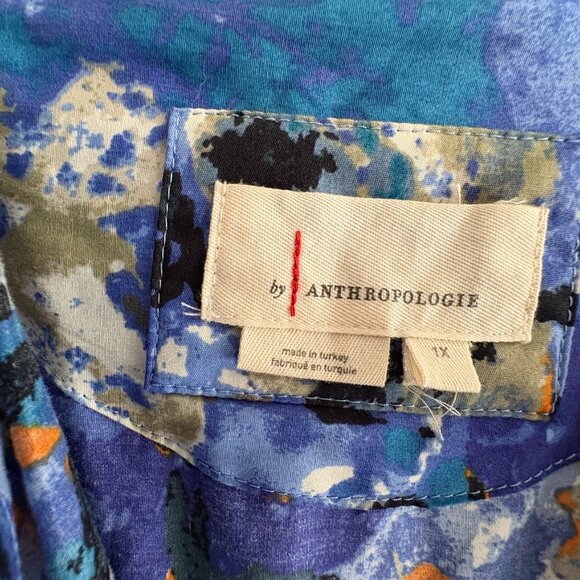 by ANTHROPOLOGIE
made in turkey
fabriqué en turquie
1X